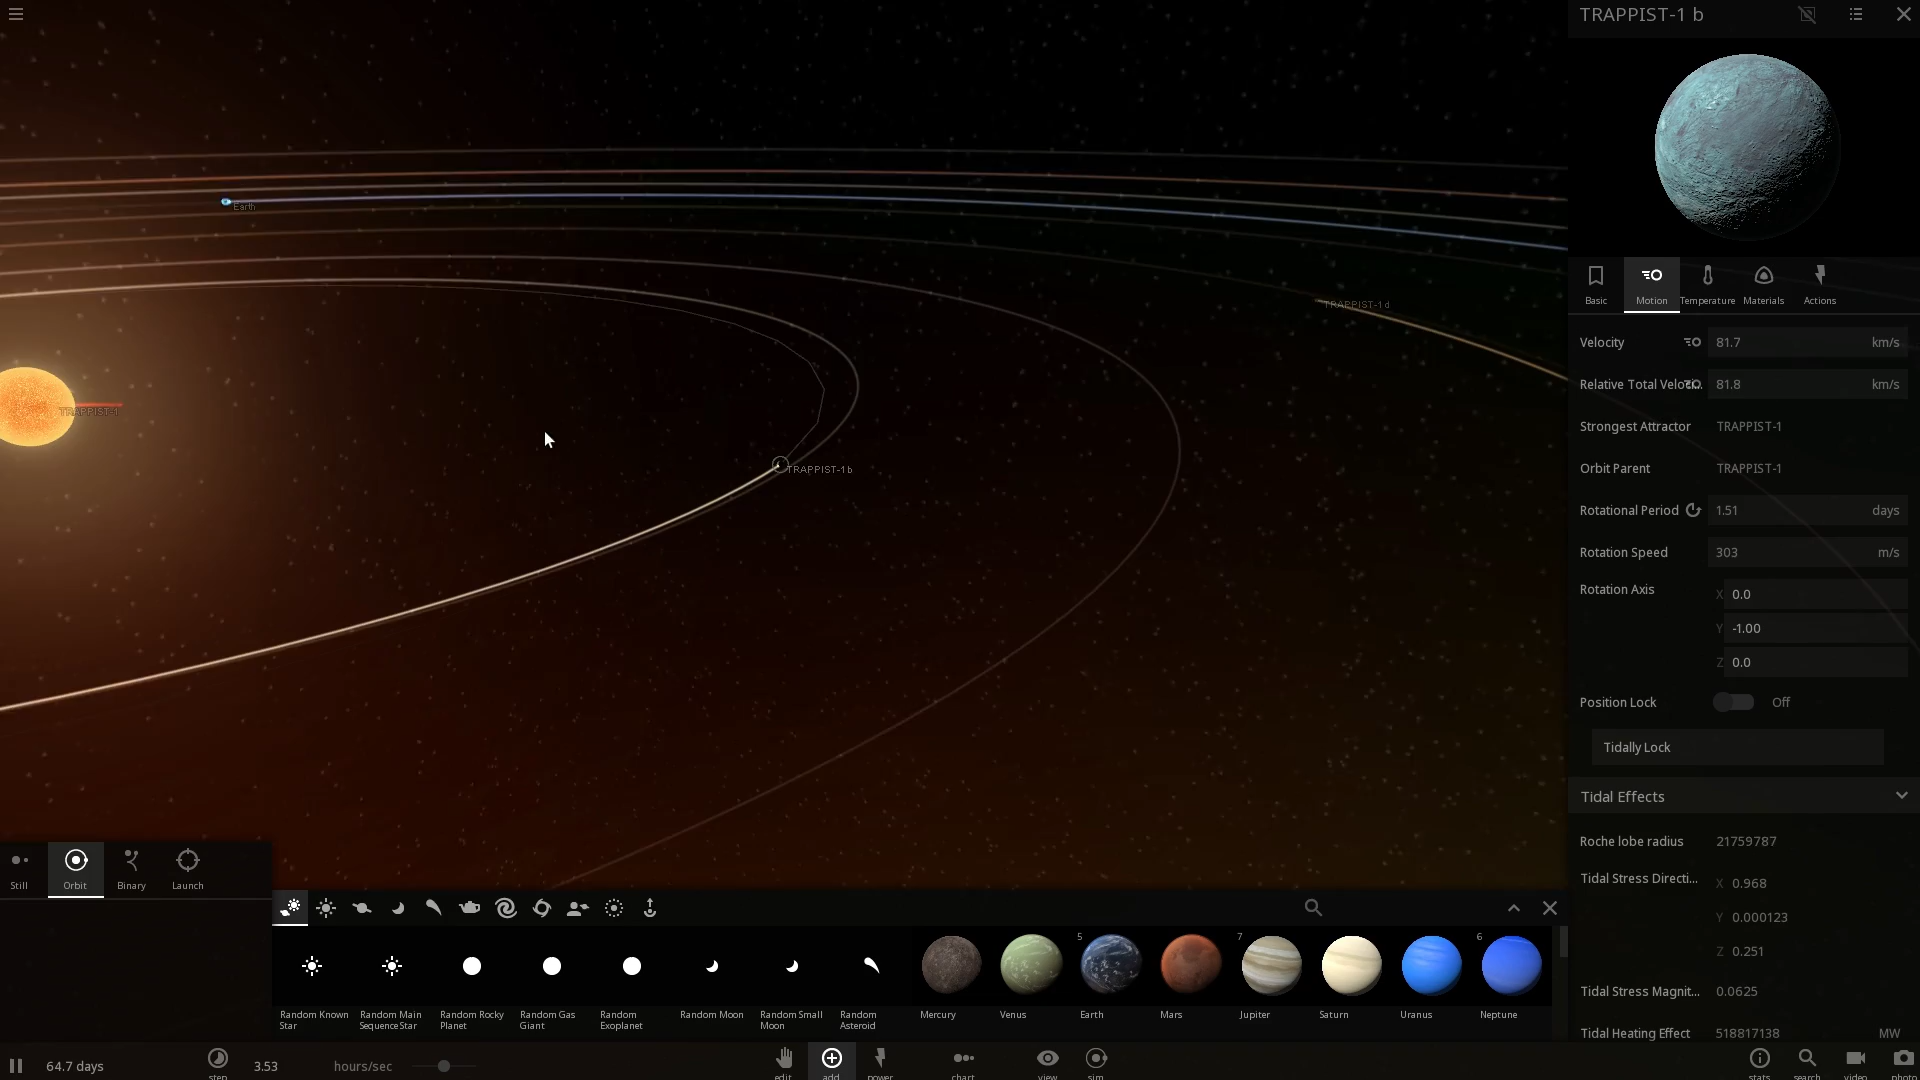 TRAPPIST-1 b
Earth
TRAPPIST-1 d
TRAPPIST-1
TRAPPIST-1 b
Basic
Motion
Temperature
Materials
Actions
Velocity 81.7 km/s
Relative Total Veloci... 81.8 km/s
Strongest Attractor TRAPPIST-1
Orbit Parent TRAPPIST-1
Rotational Period 1.51 days
Rotation Speed 303 m/s
Rotation Axis X 0.0
Y -1.00
Z 0.0
Position Lock Off
Tidally Lock
Tidal Effects
Roche lobe radius 21759787
Tidal Stress Directi... X 0.968
Y 0.000123
Z 0.251
Tidal Stress Magnit... 0.0625
Tidal Heating Effect 518817138 MW
Still
Orbit
Binary
Launch
5
7
6
Random Known
Star
Random Main
Sequence Star
Random Rocky
Planet
Random Gas
Giant
Random
Exoplanet
Random Moon
Random Small
Moon
Random
Asteroid
Mercury
Venus
Earth
Mars
Jupiter
Saturn
Uranus
Neptune
64.7 days
step
3.53 hours/sec
edit
add
power
chart
view
sim
stats
search
video
photo